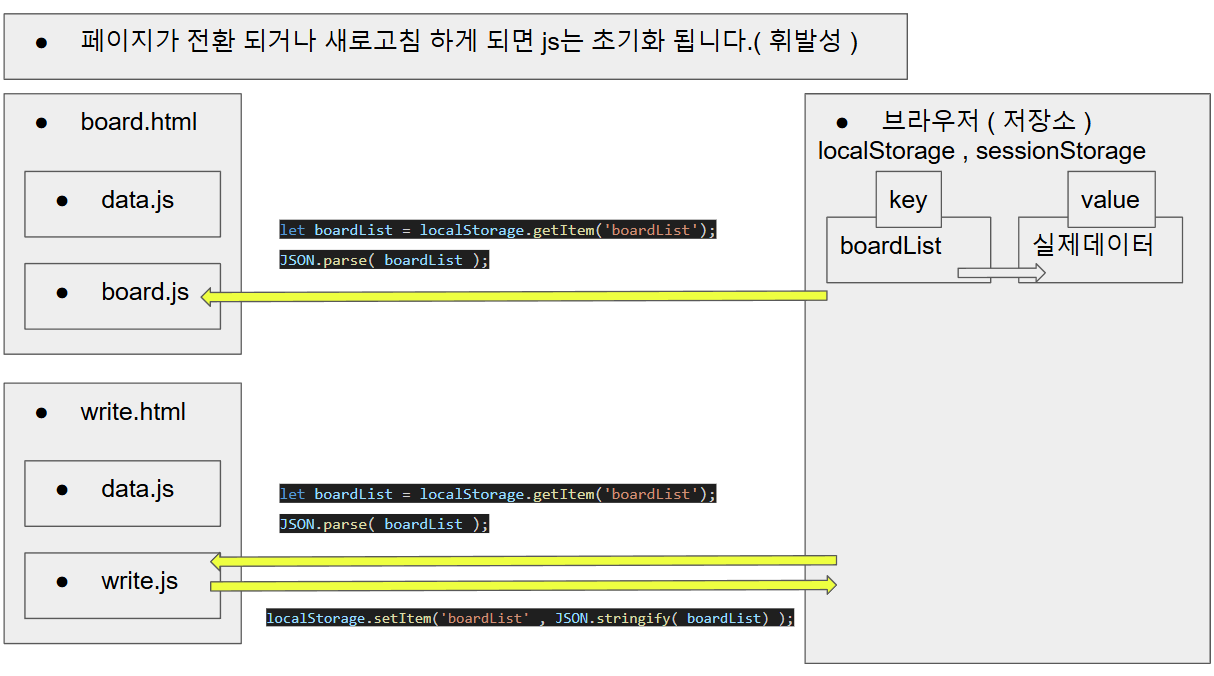 ● 페이지가 전환 되거나 새로고침 하게 되면 js는 초기화 됩니다.( 휘발성 )
● board.html
● data.js
● board.js
let boardList = localStorage.getItem('boardList');
JSON.parse( boardList );
● 브라우저 ( 저장소 )
localStorage , sessionStorage
key
value
boardList
실제데이터
● write.html
● data.js
● write.js
let boardList = localStorage.getItem('boardList');
JSON.parse( boardList );
localStorage.setItem('boardList' , JSON.stringify( boardList) );